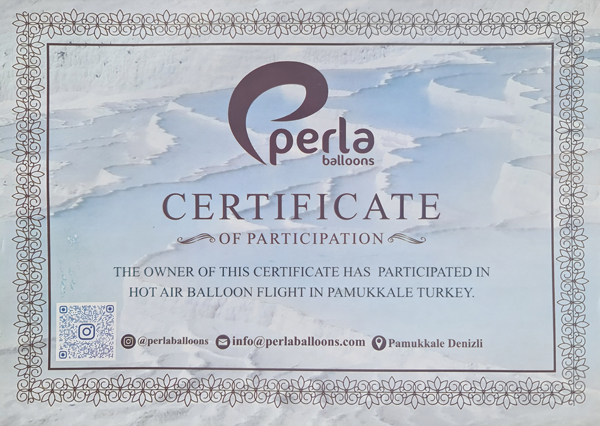 perla
balloons
CERTIFICATE
OF PARTICIPATION
THE OWNER OF THIS CERTIFICATE HAS PARTICIPATED IN
HOT AIR BALLOON FLIGHT IN PAMUKKALE TURKEY.
@perlaballoons info@perlaballoons.com Pamukkale Denizli